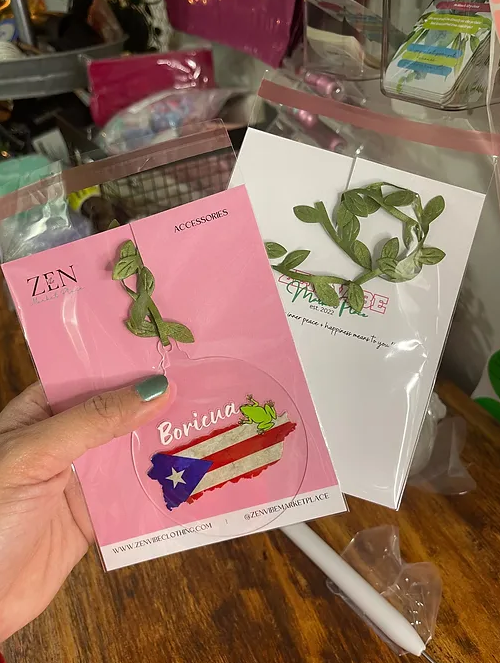 ACCESSORIES
ZEN
Boricua
WWW.ZENVIBECLOTHING.COM | @ZENVIBEMARKETPLACE
est. 2022
inner peace + happiness means to you"